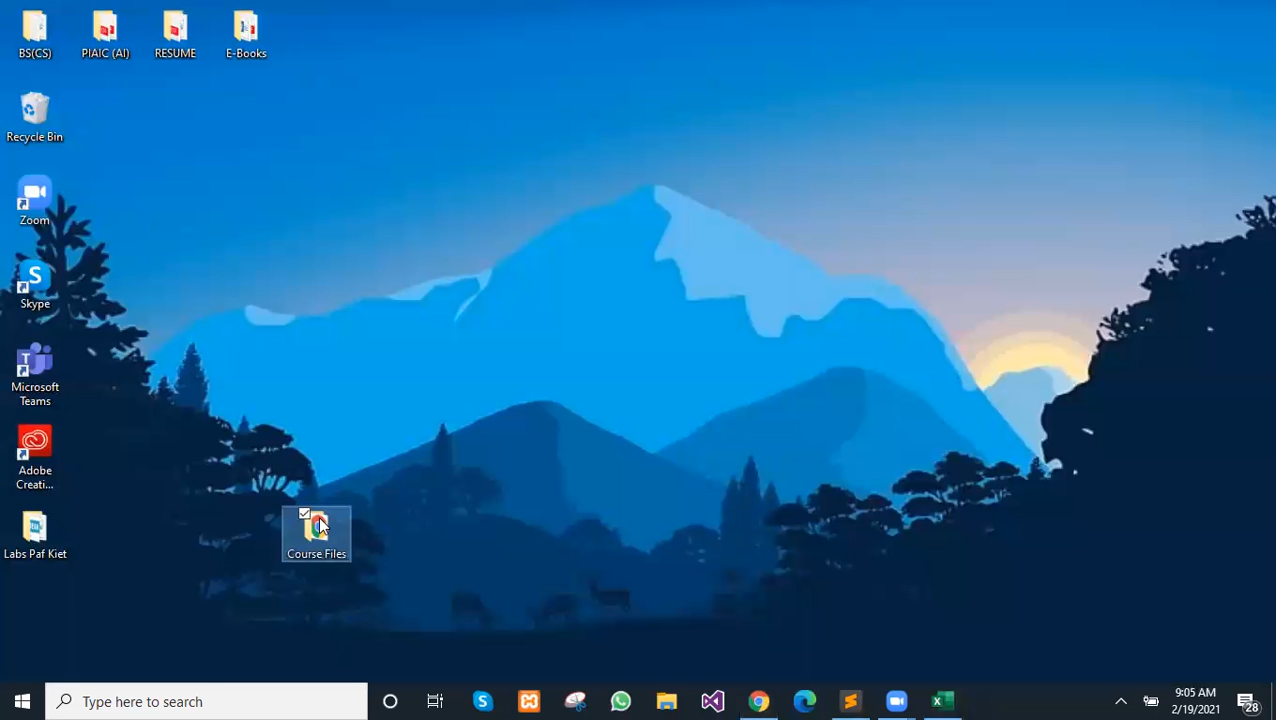 BS(CS)
PIAIC (AI)
RESUME
E-Books
Recycle Bin
Zoom
S
Skype
T
Microsoft
Teams
Adobe
Creati...
Labs Paf Kiet
Course Files
Type here to search
S
9:05 AM
2/19/2021
28